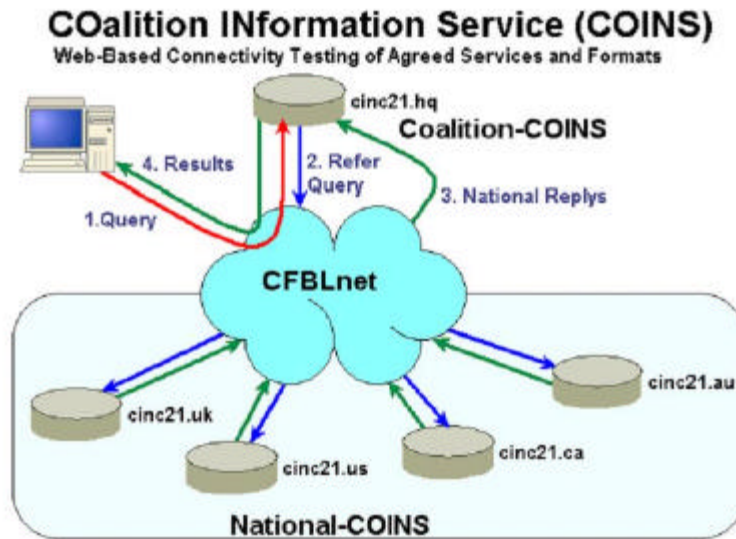 COalition INformation Service (COINS)
Web-Based Connectivity Testing of Agreed Services and Formats
cinc21.hq
Coalition-COINS
4. Results
2. Refer
Query
3. National Replys
1.Query
CFBLnet
cinc21.au
cinc21.uk
cinc21.us
cinc21.ca
National-COINS